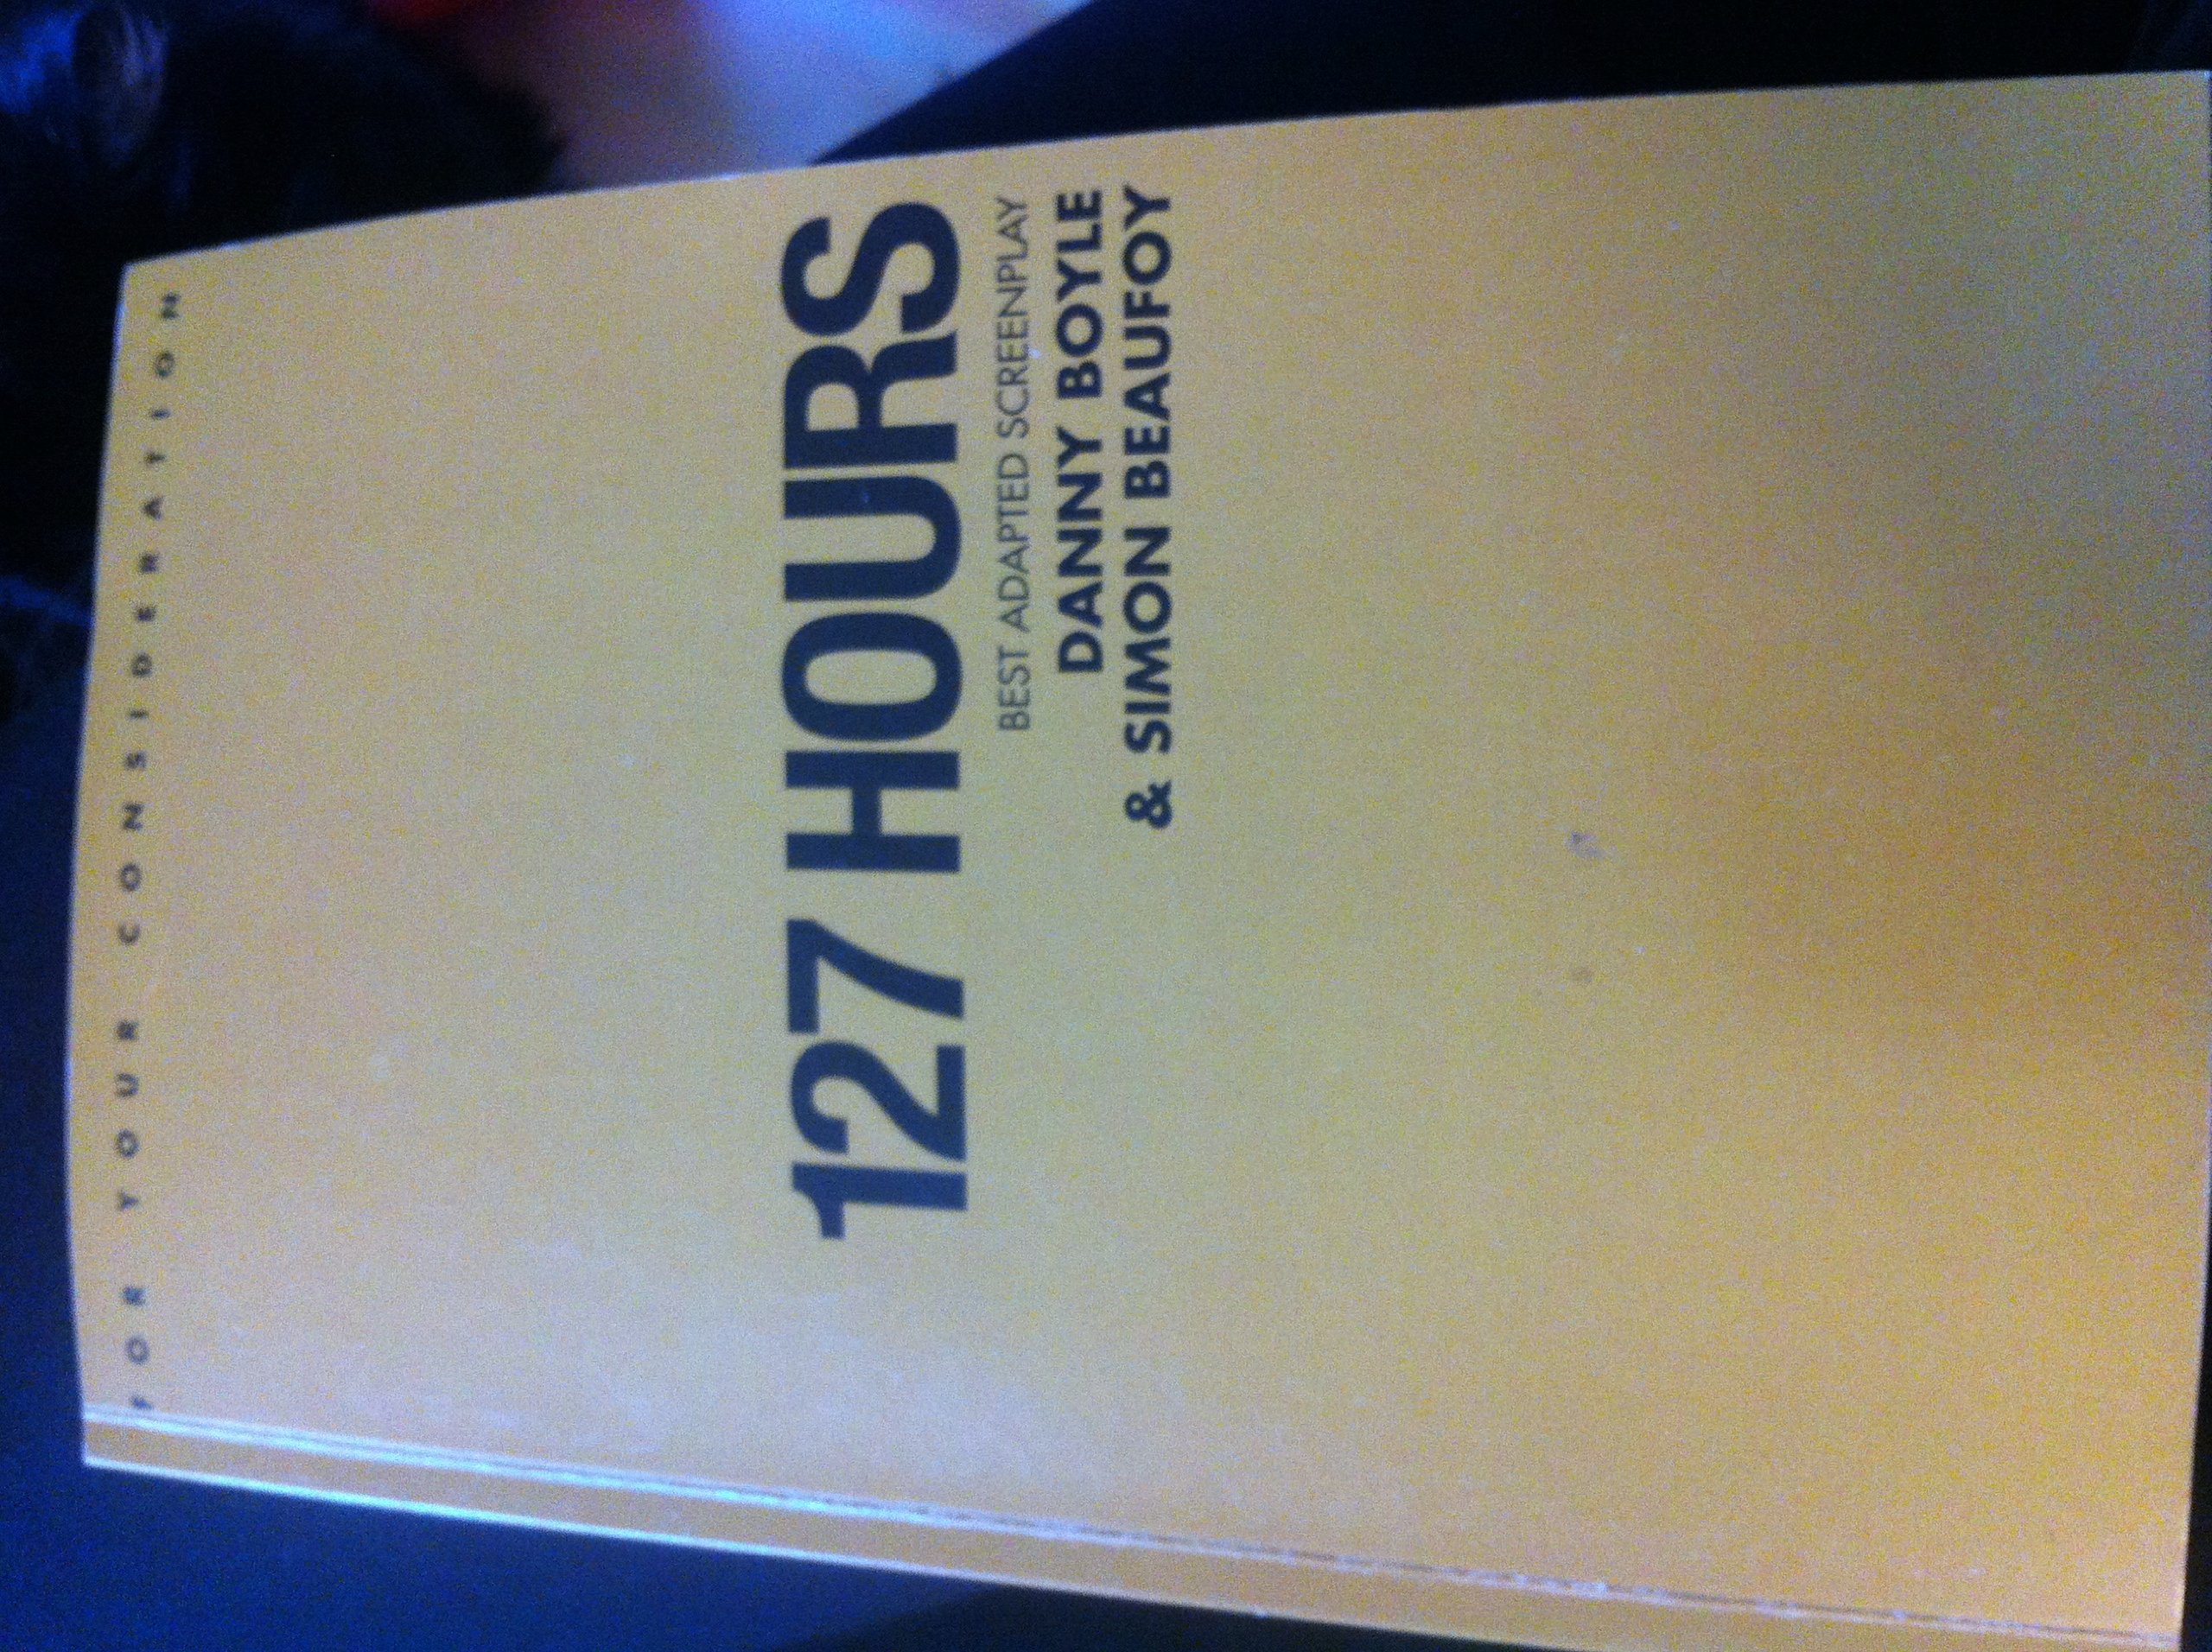 FOR YOUR CONSIDERATION
127 HOURS
BEST ADAPTED SCREENPLAY
DANNY BOYLE
& SIMON BEAUFOY